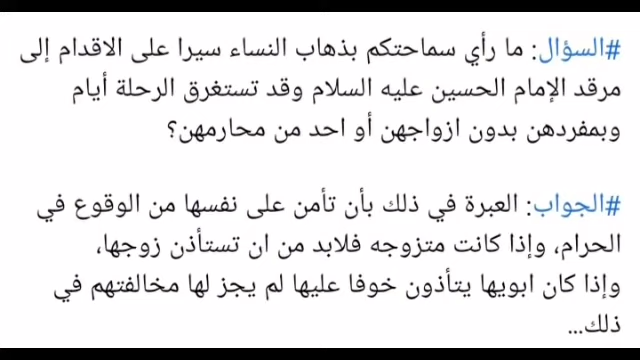 #السؤال: ما رأي سماحتكم بذهاب النساء سيرا على الاقدام إلى
مرقد الإمام الحسين عليه السلام وقد تستغرق الرحلة أيام
وبمفردهن بدون ازواجهن أو احد من محارمهن؟
#الجواب: العبرة في ذلك بأن تأمن على نفسها من الوقوع في
الحرام، وإذا كانت متزوجه فلابد من ان تستأذن زوجها،
وإذا كان ابويها يتأذون خوفا عليها لم يجز لها مخالفتهم في
ذلك...